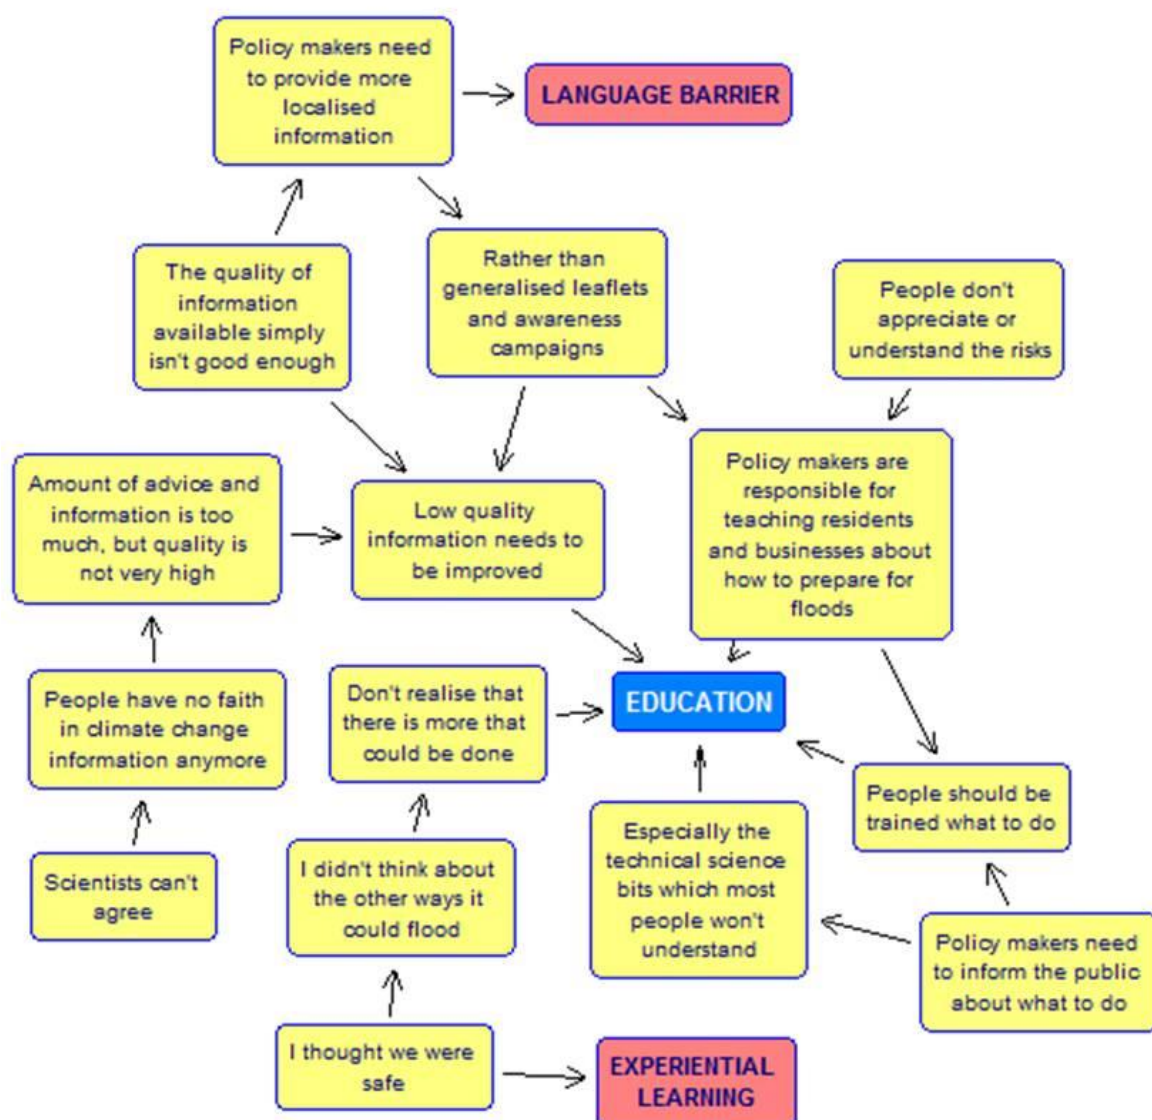 Policy makers need
to provide more
localised
information
LANGUAGE BARRIER
The quality of
information
available simply
isn't good enough
Rather than
generalised leaflets
and awareness
campaigns
People don't
appreciate or
understand the risks
Amount of advice and
information is too
much, but quality is
not very high
Low quality
information needs to
be improved
Policy makers are
responsible for
teaching residents
and businesses about
how to prepare for
floods
People have no faith
in climate change
information anymore
Don't realise that
there is more that
could be done
EDUCATION
People should be
trained what to do
Scientists can't
agree
I didn't think about
the other ways it
could flood
Especially the
technical science
bits which most
people won't
understand
Policy makers need
to inform the public
about what to do
I thought we were
safe
EXPERIENTIAL
LEARNING